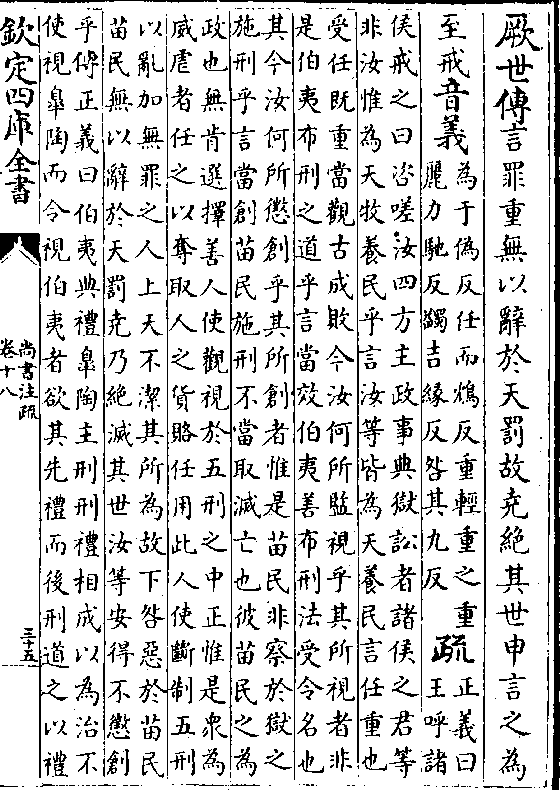 厥世傳言罪重無以辭於天罰故堯絶其世申言之為
至戒音義為于偽反任而鴆反重輕重之重
麗力馳反蠲吉緣反咎其九反疏正義曰
王呼諸
侯戒之曰咨嗟汝四方主政事典獄訟者諸侯之君等
非汝惟為天牧養民乎言汝等皆為天養民言任重也
受任既重當觀古成敗今汝何所監視乎其所視者非
是伯夷布刑之道乎言當效伯夷善布刑法受令名也
其今汝何所懲創乎其所創者惟是苗民非察於獄之
施刑乎言當創苗民施刑不當取滅亡也彼苗民之為
政也無肯選擇善人使觀視於五刑之中正惟是衆為
威虐者任之以奪取人之貨賂任用此人使斷制五刑
以亂加無罪之人上天不潔其所為故下咎惡於苗民
苗民無以辭於天罰堯乃絶滅其世汝等安得不懲創
乎傳正義曰伯夷典禮臯陶主刑刑禮相成以為治不
使視臯陶而令視伯夷者欲其先禮而後刑道之以禮
欽定四庫全書
尚書注疏
卷十八
三十五